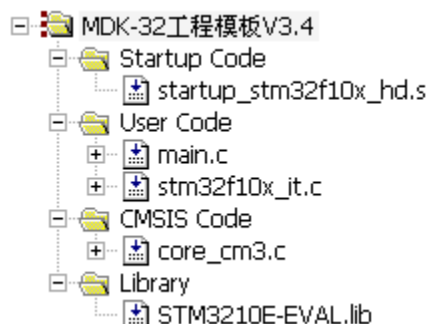 MDK-32工程模板V3.4
Startup Code
startup_stm32f10x_hd.s
User Code
main.c
stm32f10x_it.c
CMSIS Code
core_cm3.c
Library
STM3210E-EVAL.lib